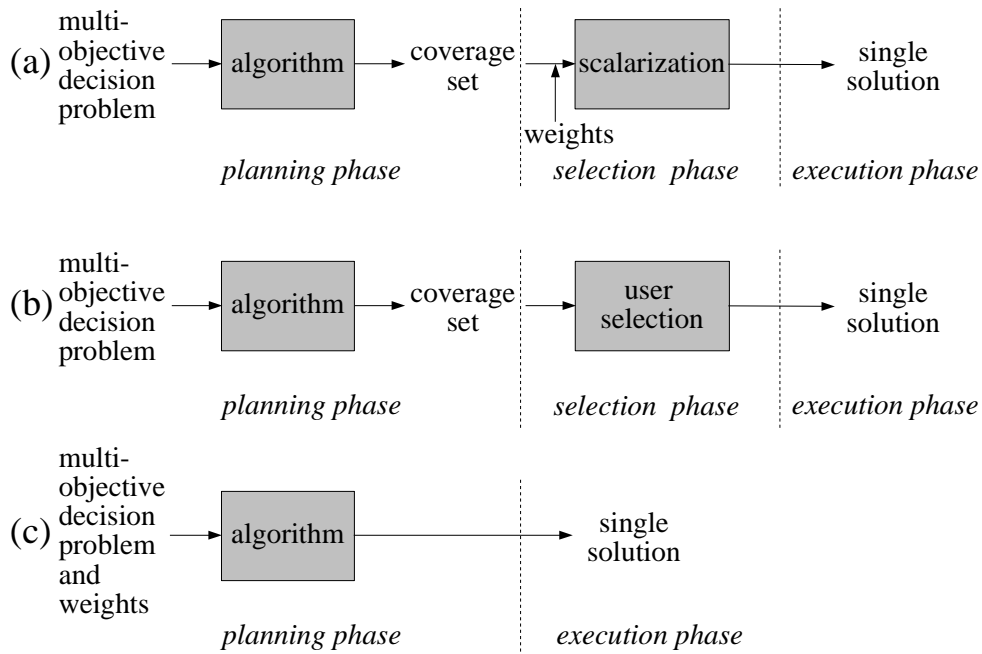 (a)
multi-
objective
decision
problem
algorithm
coverage
set
weights
scalarization
single
solution
planning phase
selection phase
execution phase
(b)
multi-
objective
decision
problem
algorithm
coverage
set
user
selection
single
solution
planning phase
selection phase
execution phase
(c)
multi-
objective
decision
problem
and
weights
algorithm
single
solution
planning phase
execution phase